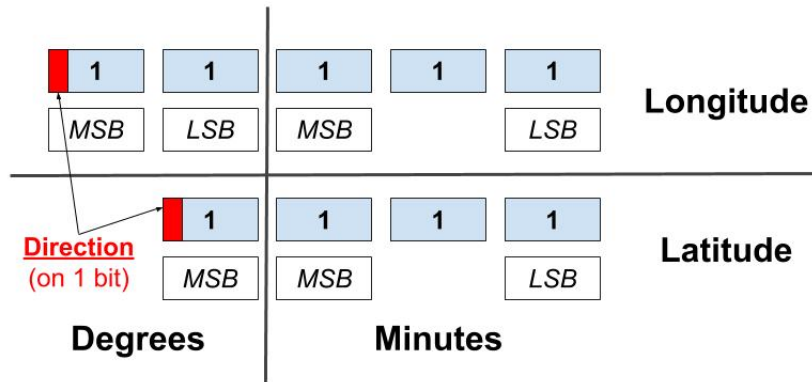 1 1 1 1 1
Longitude
MSB LSB MSB LSB
1 1 1 1
Direction
(on 1 bit)
Latitude
MSB MSB LSB
Degrees Minutes